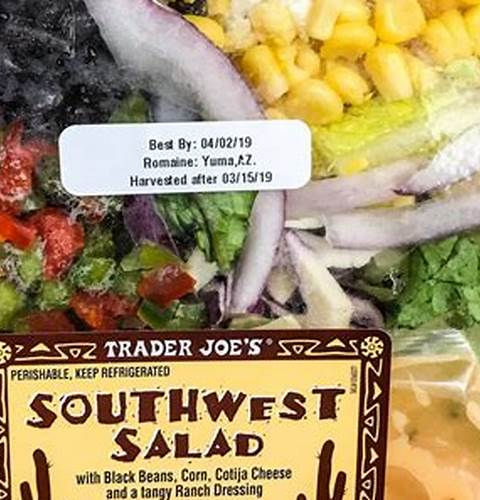 Best By: 04/02/19
Romaine: Yuma,AZ.
Harvested after 03/15/19
TRADER JOE'S®
PERISHABLE, KEEP REFRIGERATED
SOUTHWEST
SALAD
with Black Beans, Corn, Cotija Cheese
and a tangy Ranch Dressing